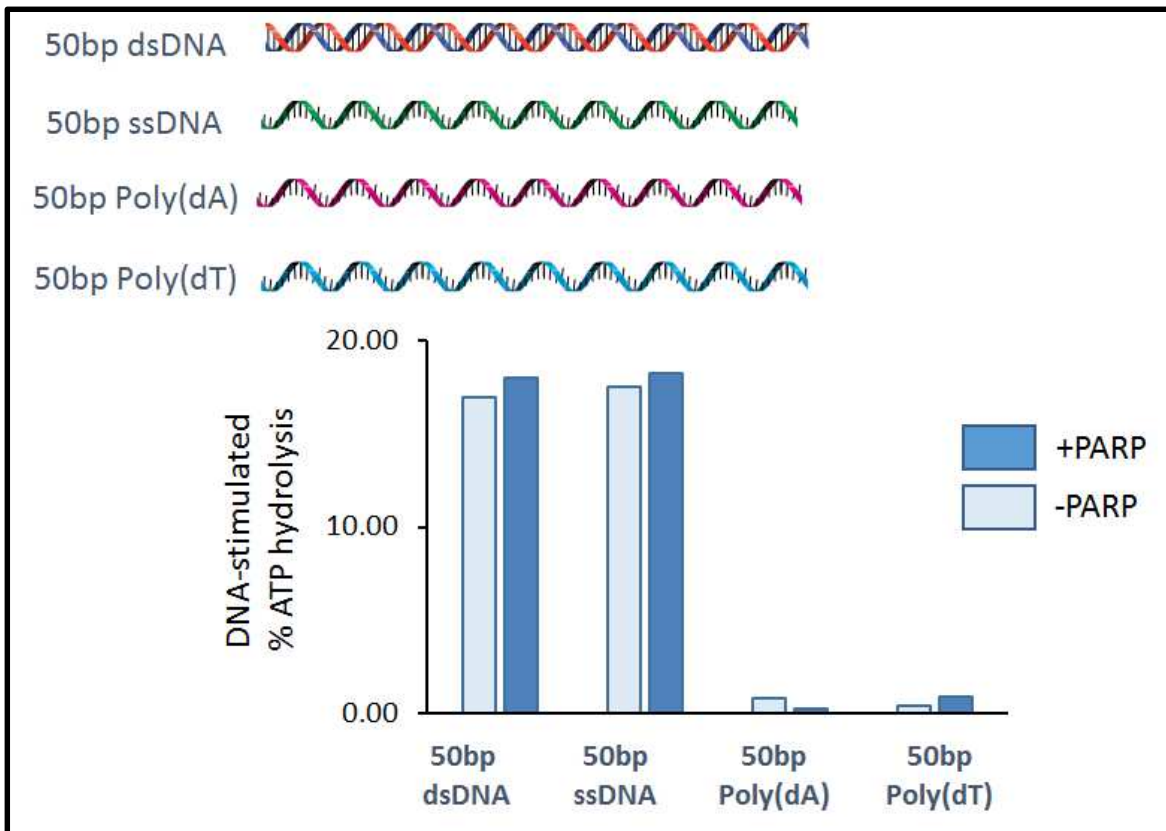 50bp dsDNA
50bp ssDNA
50bp Poly(dA)
50bp Poly(dT)
20.00
10.00
0.00
DNA-stimulated
% ATP hydrolysis
+PARP
-PARP
50bp
dsDNA
50bp
ssDNA
50bp
Poly(dA)
50bp
Poly(dT)